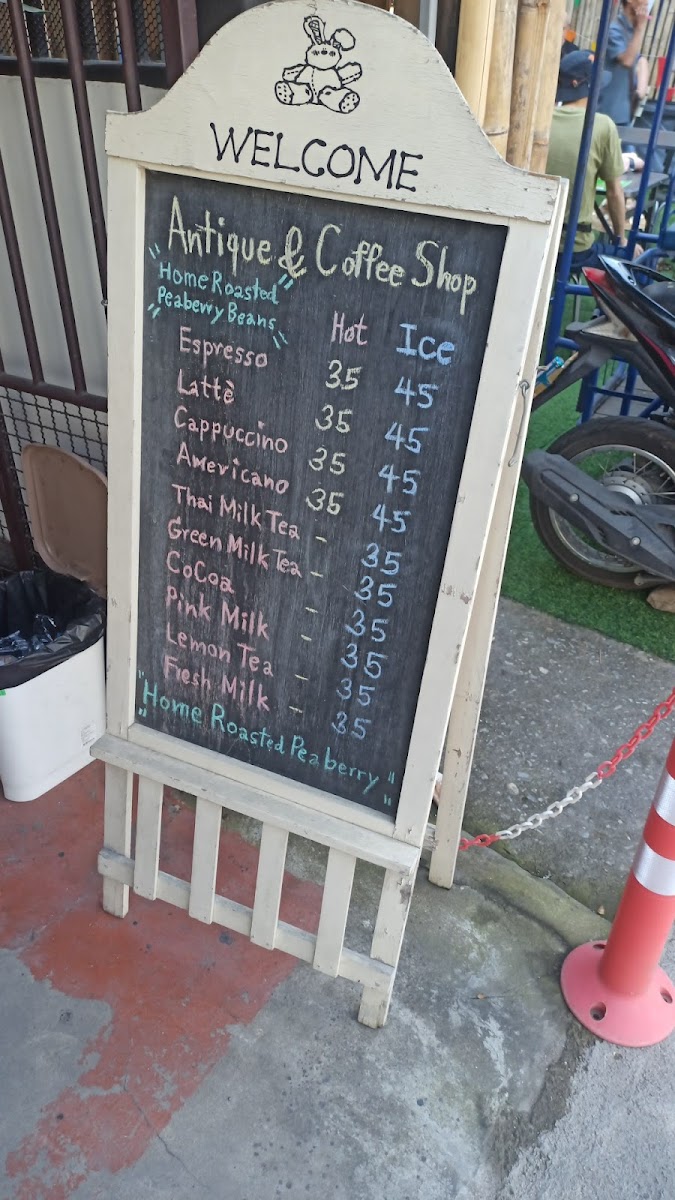 WELCOME
Antique & Coffee Shop
"Home Roasted
Peaberry Beans"
Hot Ice
Espresso 35 45
Lattè 35 45
Cappuccino 35 45
Americano 35 45
Thai Milk Tea - 35
Green Milk Tea - 35
CoCoa - 35
Pink Milk - 35
Lemon Tea - 35
Fresh Milk - 35
"Home Roasted Peaberry"